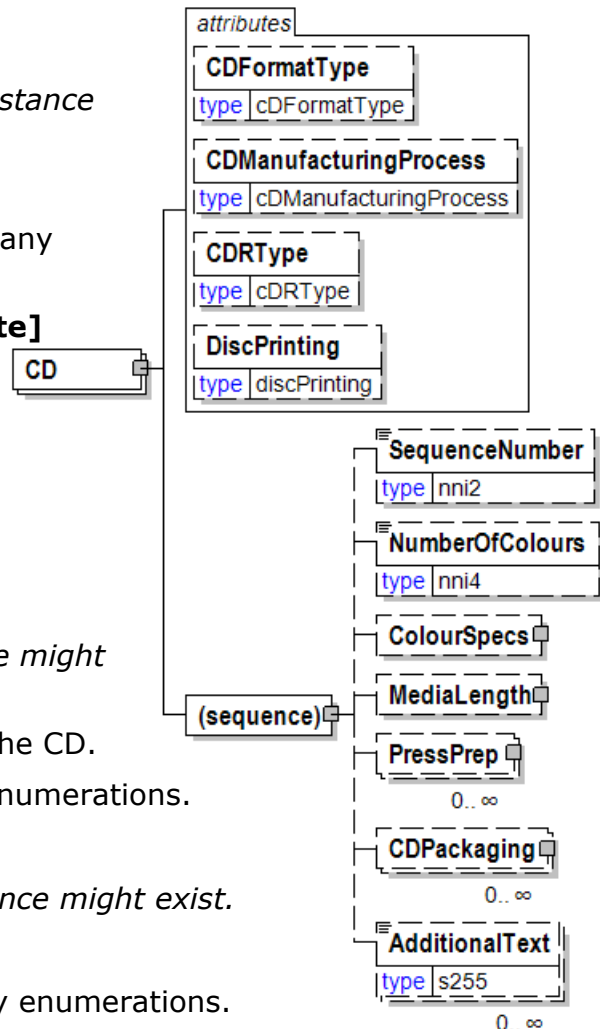 attributes
CDFormatType
type cDFormatType
stance
CDManufacturingProcess
type cDManufacturingProcess
any
CDRType
type cDRType
te]
DiscPrinting
type discPrinting
CD
SequenceNumber
type nni2
NumberOfColours
type nni4
ColourSpecs
e might
MediaLength
(sequence)
he CD.
PressPrep
numerations.
0.. ∞
CDPackaging
0.. ∞
nce might exist.
AdditionalText
type s255
y enumerations.
0.. ∞